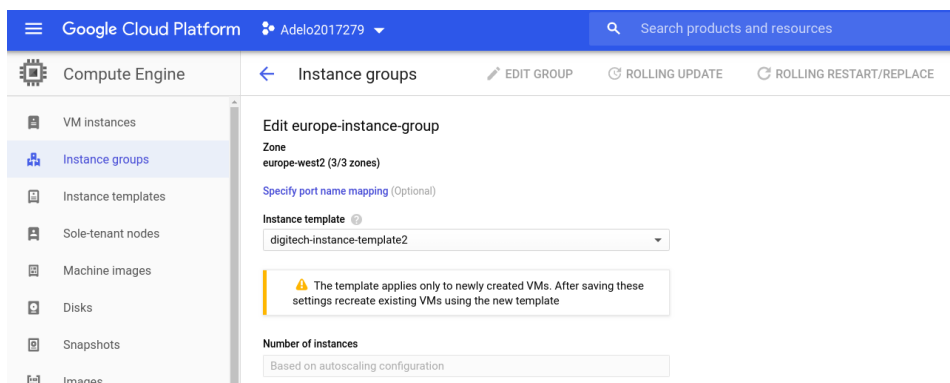 Google Cloud Platform
Adelo2017279
Search products and resources
Compute Engine
Instance groups
EDIT GROUP
ROLLING UPDATE
ROLLING RESTART/REPLACE
VM instances
Instance groups
Instance templates
Sole-tenant nodes
Machine images
Disks
Snapshots
Images
Edit europe-instance-group
Zone
europe-west2 (3/3 zones)
Specify port name mapping (Optional)
Instance template
digitech-instance-template2
The template applies only to newly created VMs. After saving these
settings recreate existing VMs using the new template
Number of instances
Based on autoscaling configuration